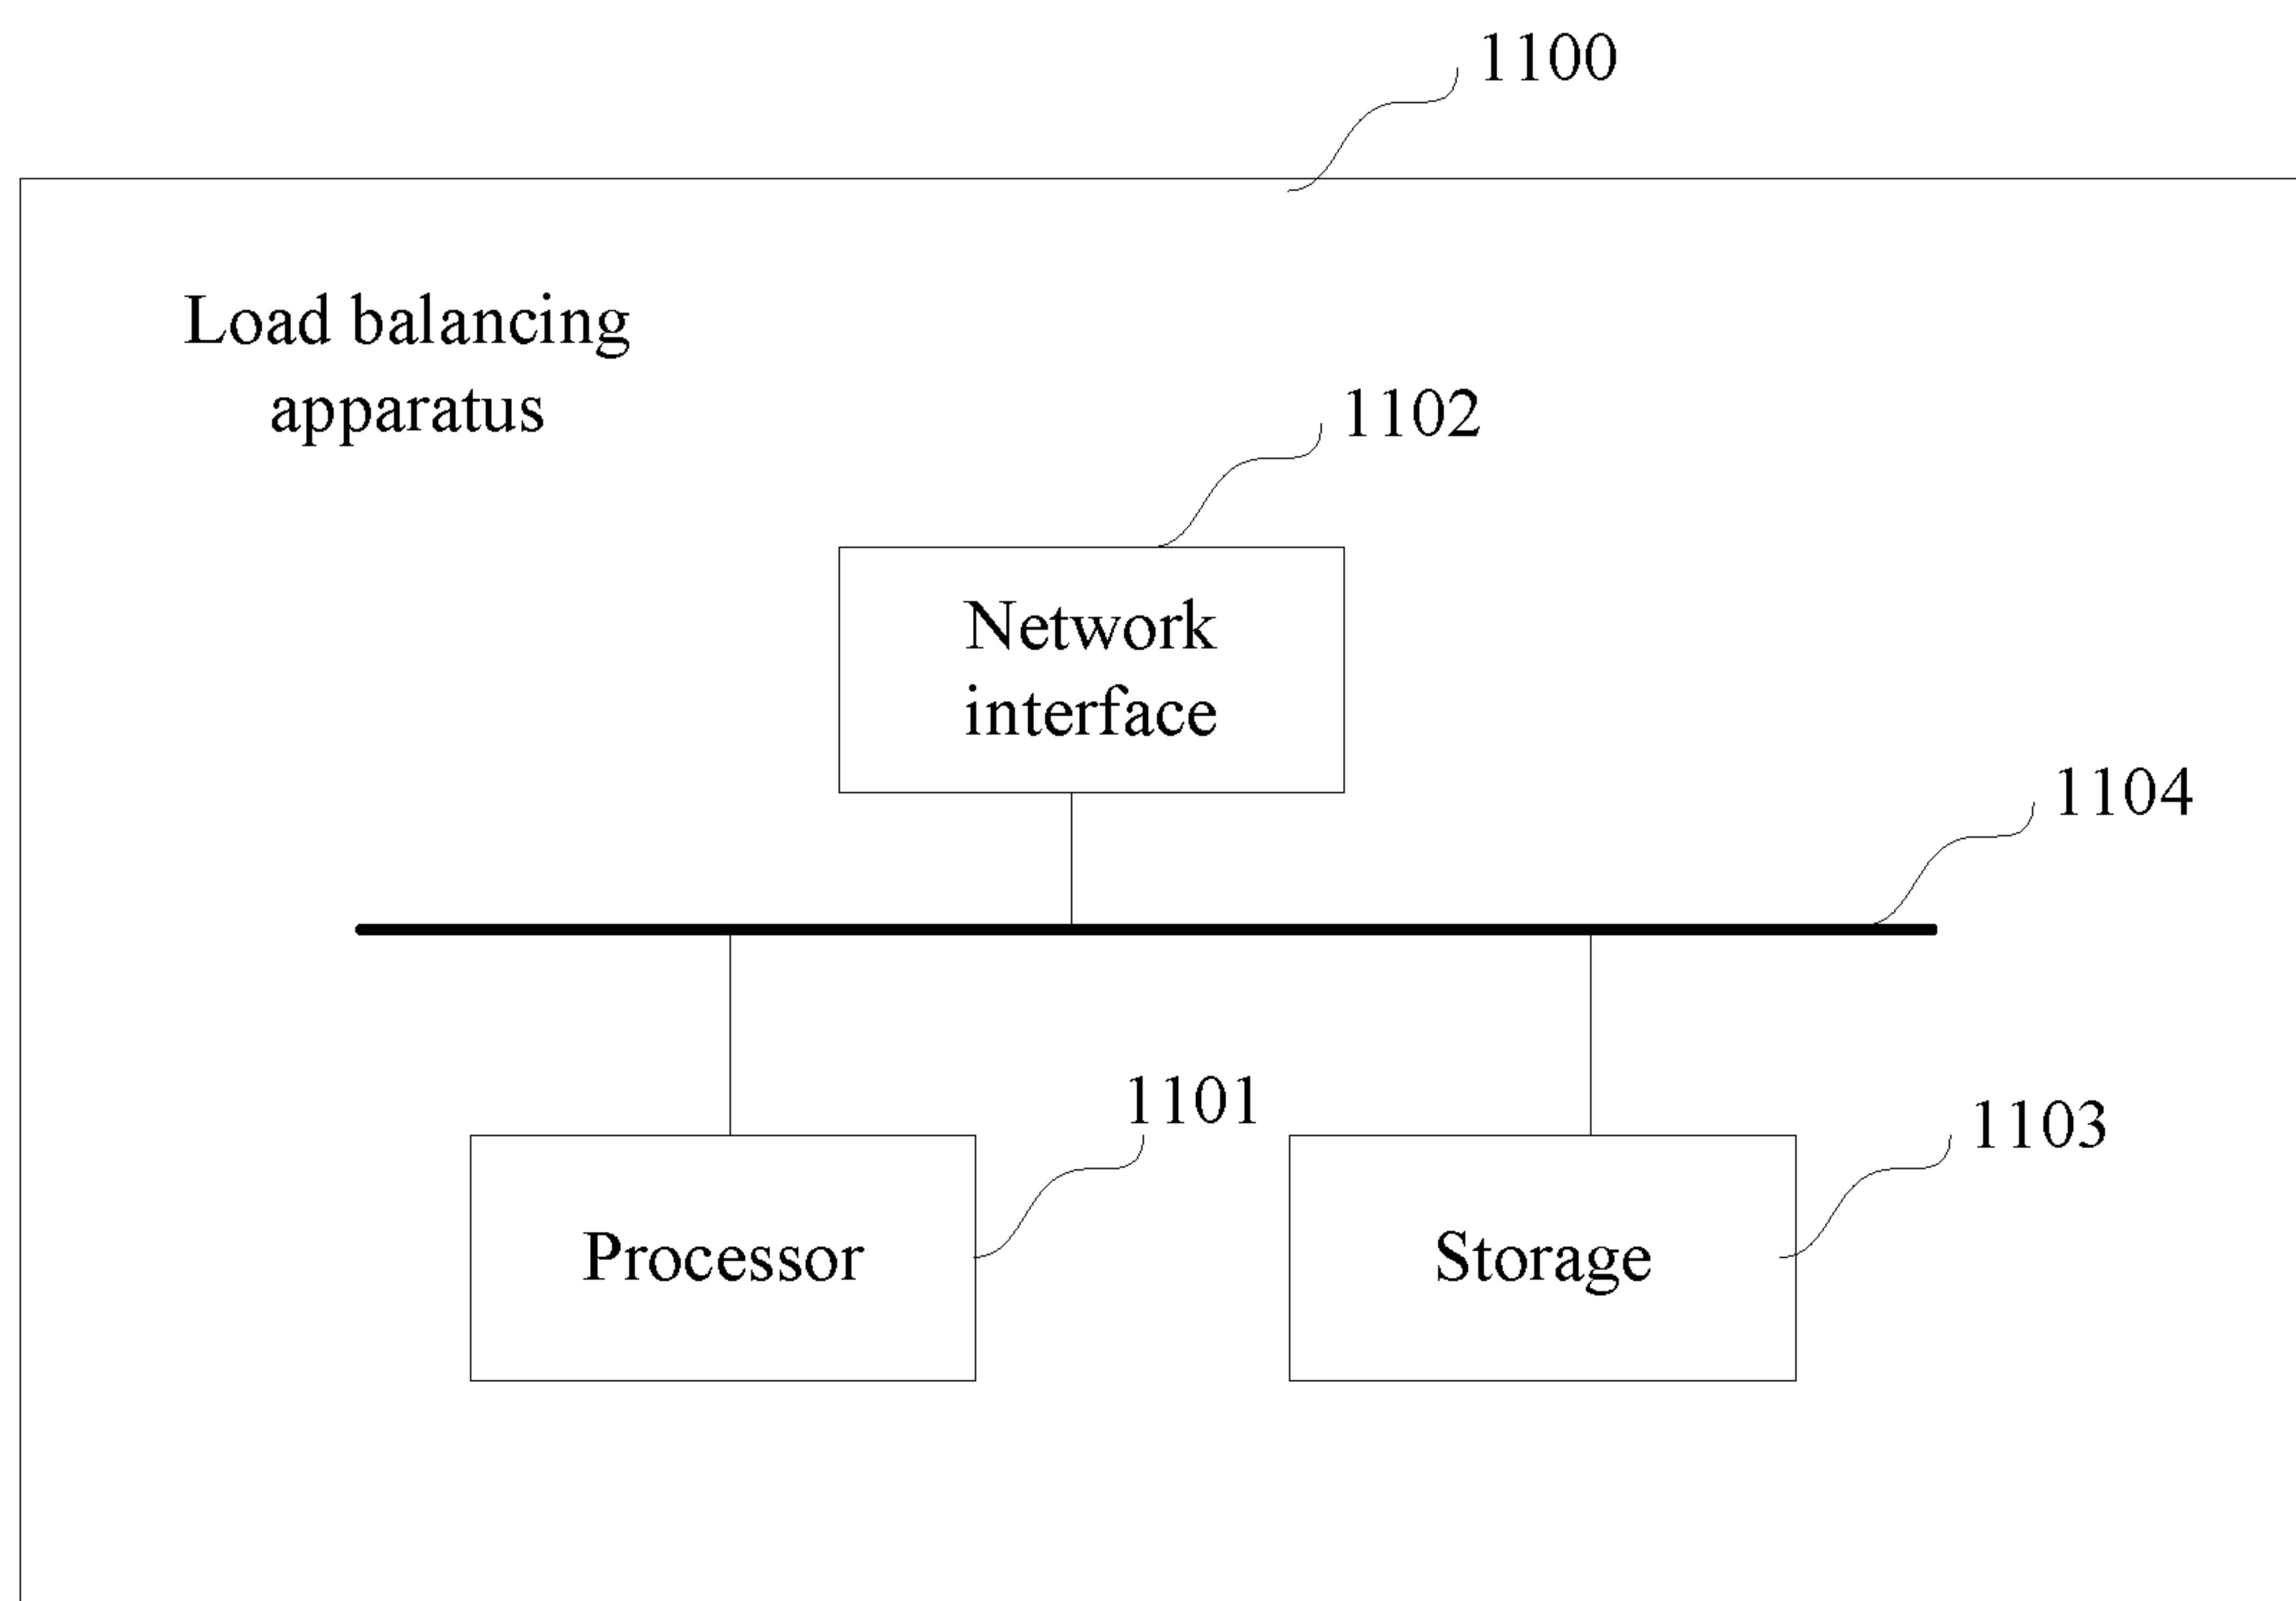 1100
Load balancing
apparatus
1102
Network
interface
1104
1101
1103
Processor
Storage